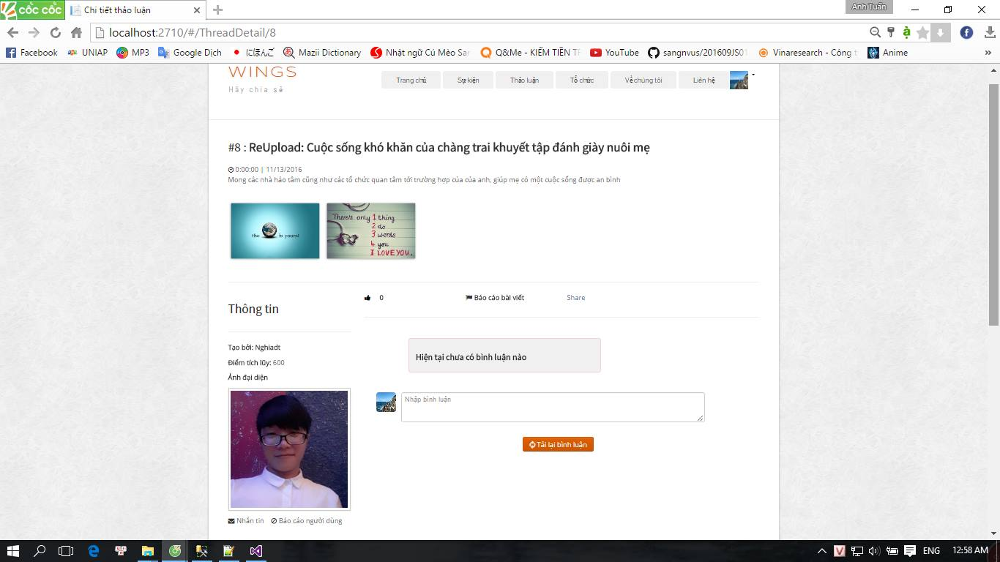 cốc cốc
Chi tiết thảo luận
Anh Tuấn
localhost:2710/#/ThreadDetail/8
Facebook UNIAP MP3 Google Dịch にほんご Mazii Dictionary Nhật ngữ Cú Mèo Sa Q&Me - KIẾM TIỀN TR YouTube sangnvus/201609JS01 Vinaresearch - Công t Anime
WINGS
Hãy chia sẻ
Trang chủ Sự kiện Thảo luận Tổ chức Về chúng tôi Liên hệ
#8 : ReUpload: Cuộc sống khó khăn của chàng trai khuyết tập đánh giày nuôi mẹ
0:00:00 | 11/13/2016
Mong các nhà hảo tâm cũng như các tổ chức quan tâm tới trường hợp của của anh, giúp mẹ có một cuộc sống được an bình
the is yours!
There's only 1 thing
2 do
3 words
4 you
I LOVE YOU.
0 Báo cáo bài viết Share
Thông tin
Tạo bởi: Nghiadt
Điểm tích lũy: 600
Ảnh đại diện
Hiện tại chưa có bình luận nào
Nhập bình luận
Tải lại bình luận
Nhắn tin Báo cáo người dùng
ENG 12:58 AM